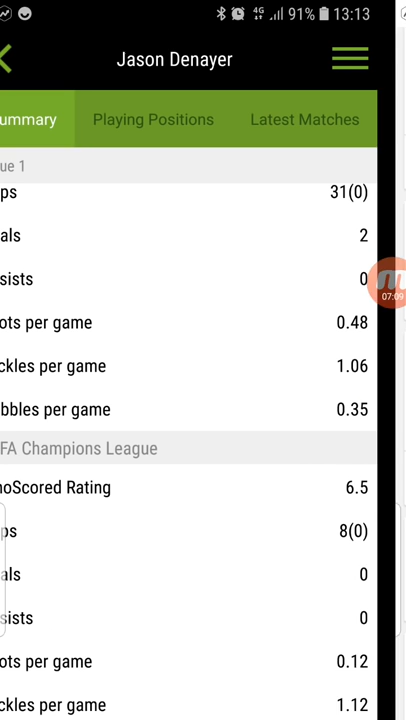 4G 91% 13:13
Jason Denayer
ummary Playing Positions Latest Matches
ue 1
ps 31(0)
als 2
sists 0
07:09
ots per game 0.48
ckles per game 1.06
bbles per game 0.35
FA Champions League
noScored Rating 6.5
ps 8(0)
als 0
sists 0
ots per game 0.12
ckles per game 1.12